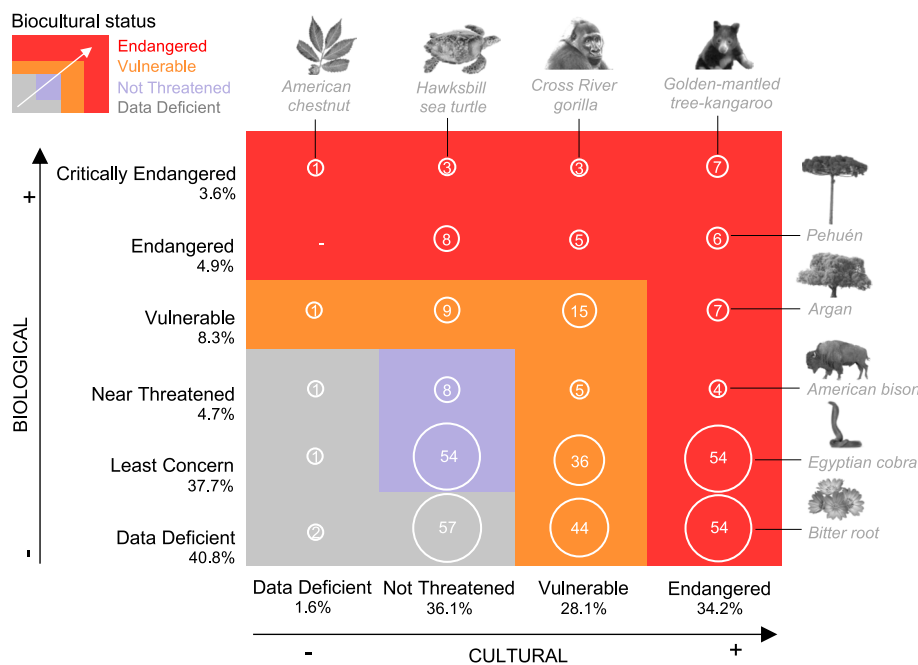 Biocultural status
Endangered
Vulnerable
Not Threatened
Data Deficient
American
chestnut
Hawksbill
sea turtle
Cross River
gorilla
Golden-mantled
tree-kangaroo
BIOLOGICAL
+
-
Critically Endangered
3.6%
1
3
3
7
Pehuén
Endangered
4.9%
-
8
5
6
Argan
Vulnerable
8.3%
1
9
15
7
American bison
Near Threatened
4.7%
1
8
5
4
Egyptian cobra
Least Concern
37.7%
1
54
36
54
Bitter root
Data Deficient
40.8%
2
57
44
54
Data Deficient
1.6%
Not Threatened
36.1%
Vulnerable
28.1%
Endangered
34.2%
-
CULTURAL
+